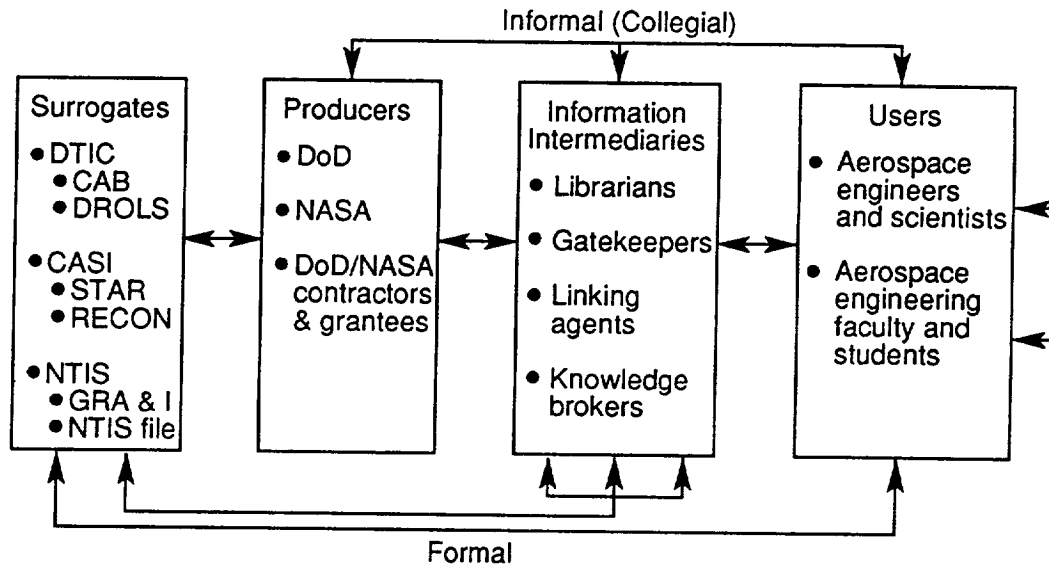 Informal (Collegial)
Surrogates
● DTIC
● CAB
● DROLS
● CASI
● STAR
● RECON
● NTIS
● GRA & I
● NTIS file
Producers
● DoD
● NASA
● DoD/NASA
contractors
& grantees
Information
Intermediaries
● Librarians
● Gatekeepers
● Linking
agents
● Knowledge
brokers
Users
● Aerospace
engineers
and scientists
● Aerospace
engineering
faculty and
students
Formal